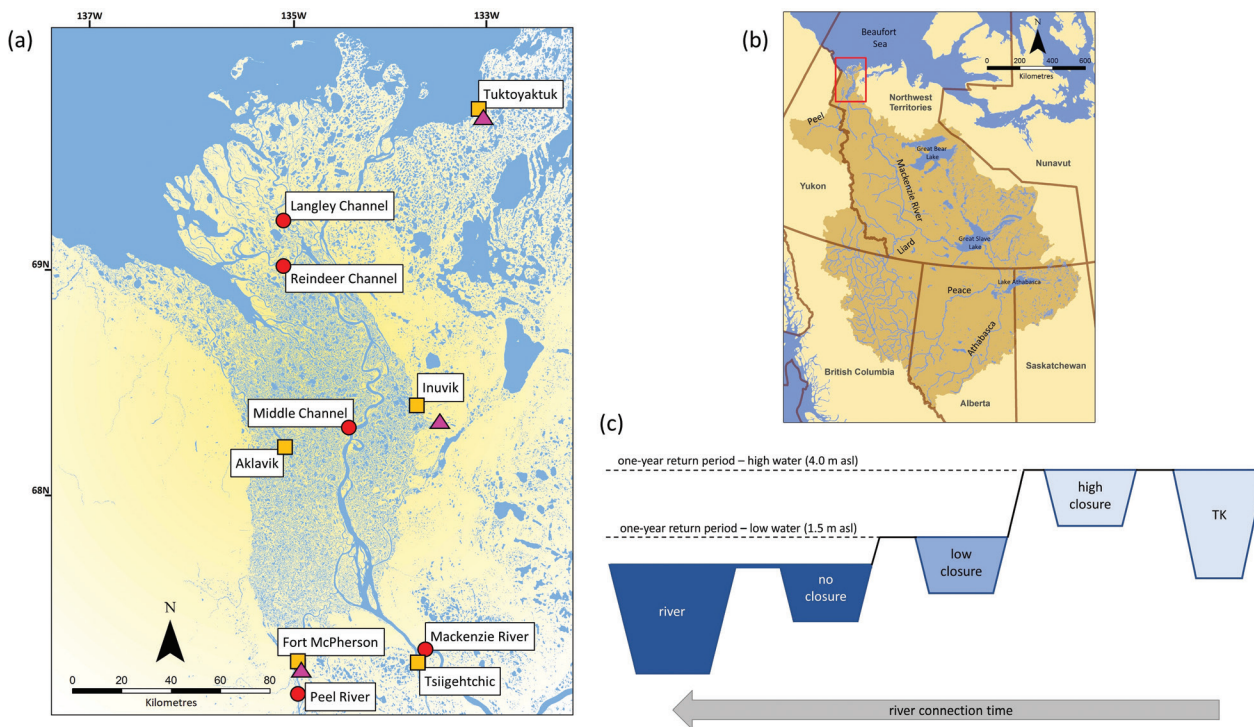 (a)
137W
135W
133W
69N
68N
Tuktoyaktuk
Langley Channel
Reindeer Channel
Inuvik
Middle Channel
Aklavik
Fort McPherson
Mackenzie River
Tsiigehtchic
Peel River
N
0 20 40 60 80
Kilometres
(b)
Beaufort
Sea
N
0 200 400 600
Kilometres
Northwest
Territories
Peel
Great Bear
Lake
Nunavut
Yukon
Mackenzie River
Great Slave
Lake
Liard
Lake Athabasca
Peace
Athabasca
British Columbia
Saskatchewan
Alberta
(c)
one-year return period – high water (4.0 m asl)
high
closure
TK
one-year return period – low water (1.5 m asl)
low
closure
no
closure
river
river connection time